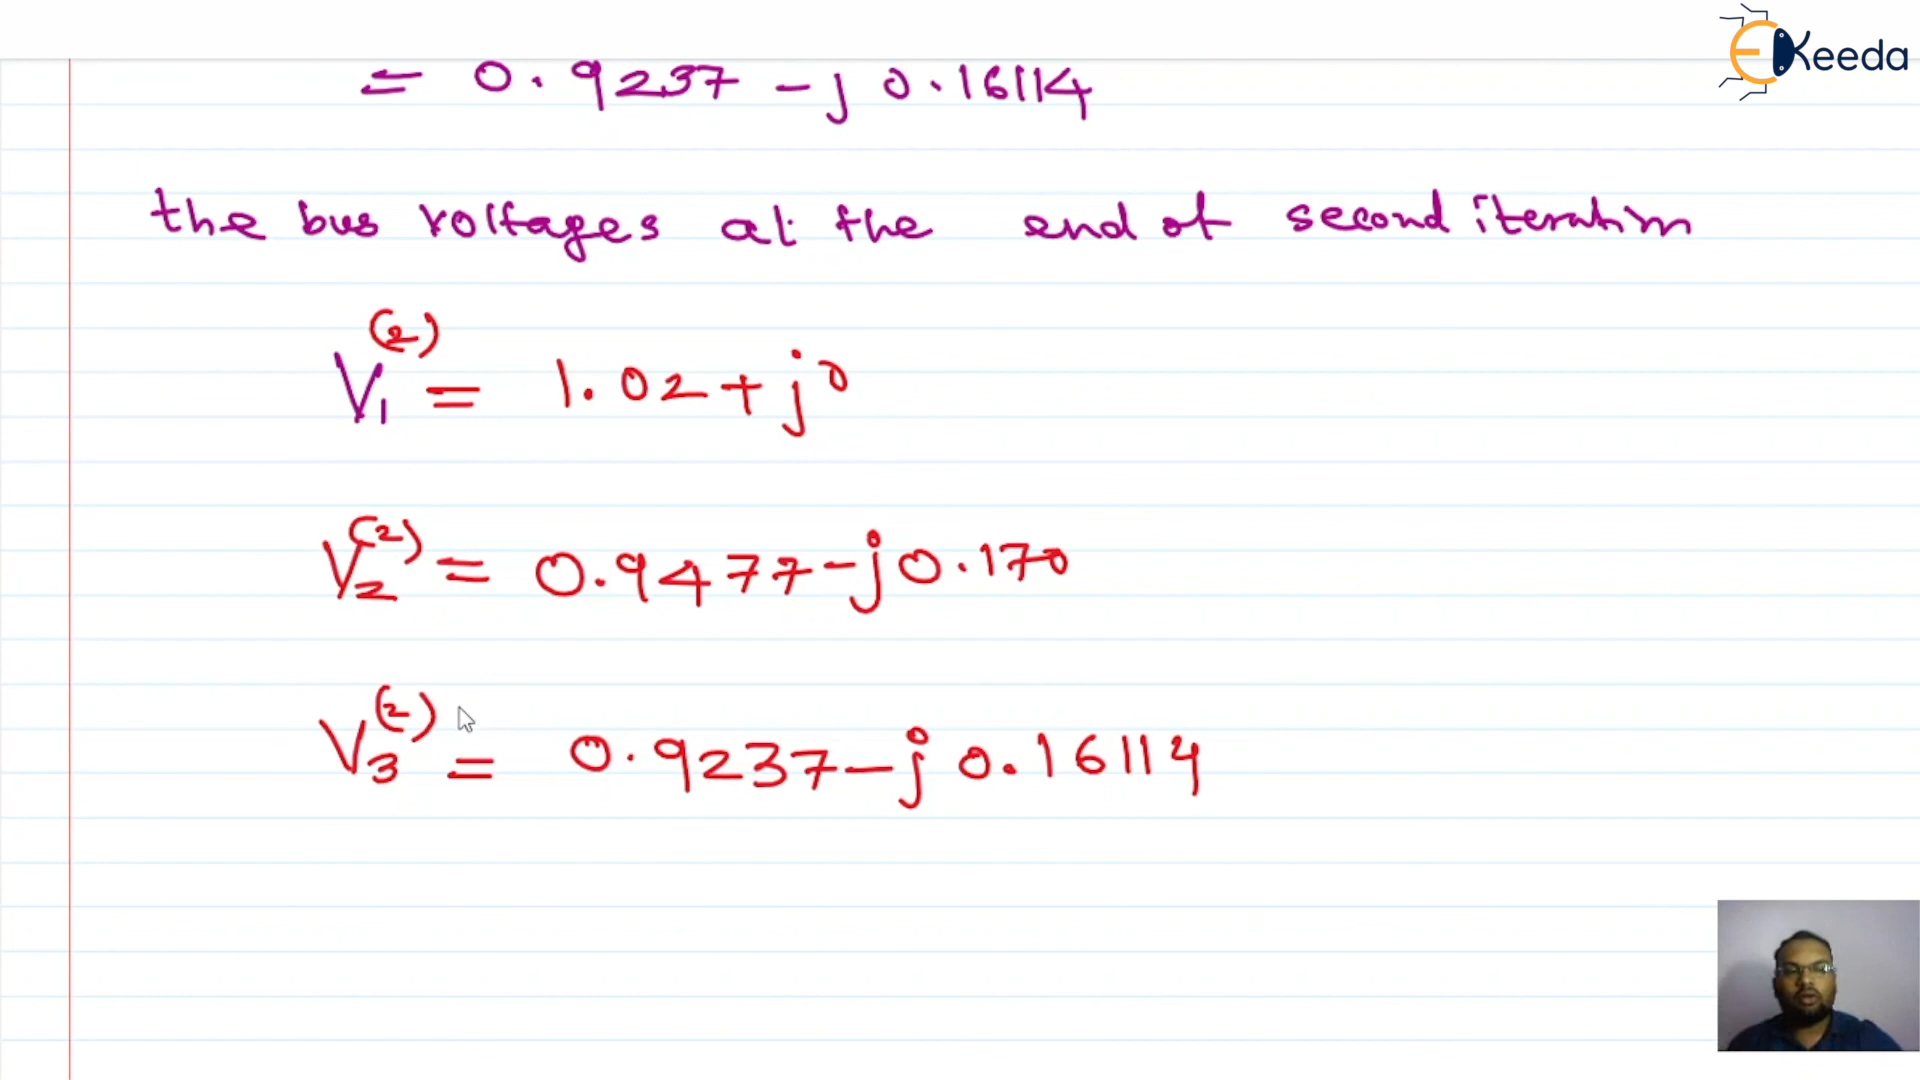 EKeeda
= 0.9237 - j 0.16114
the bus voltages at the end of second iteration
V₁⁽²⁾ = 1.02 + j0
V₂⁽²⁾ = 0.9477 - j0.170
V₃⁽²⁾ = 0.9237 - j 0.16114